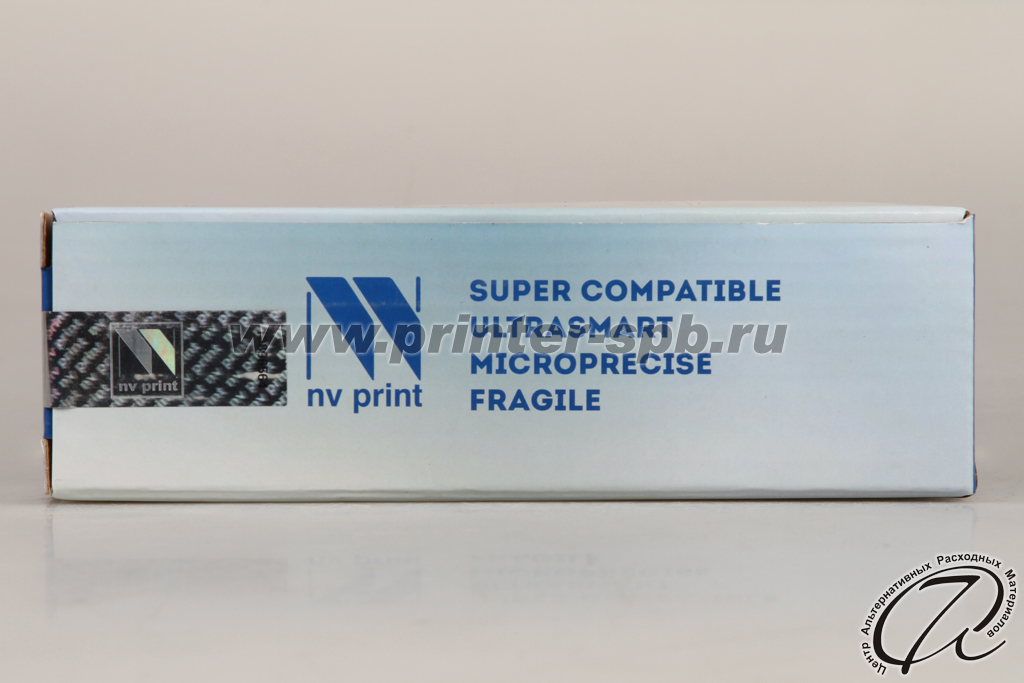 SUPER COMPATIBLE
ULTRASMART
MICROPRECISE
FRAGILE
nv print
nv print
www.printer-spb.ru
Центр Альтернативных Расходных Материалов